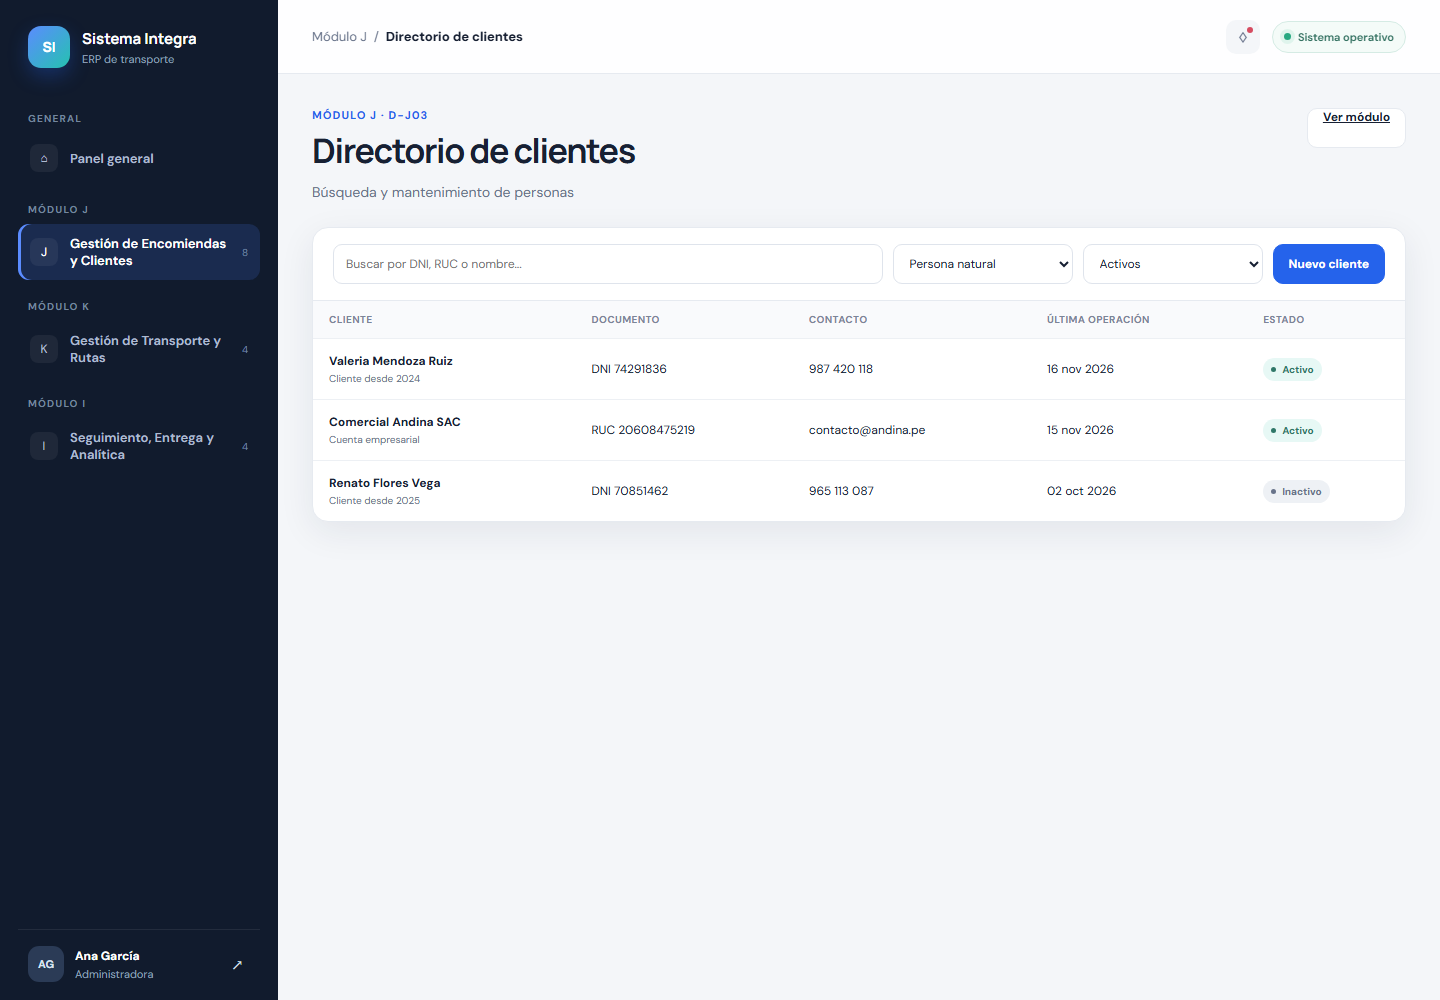 SI
Sistema Integra
ERP de transporte
GENERAL
Panel general
MÓDULO J
J
Gestión de Encomiendas
y Clientes
8
MÓDULO K
K
Gestión de Transporte y
Rutas
4
MÓDULO I
I
Seguimiento, Entrega y
Analítica
4
AG
Ana García
Administradora
Módulo J / Directorio de clientes
Sistema operativo
MÓDULO J · D-J03
Directorio de clientes
Búsqueda y mantenimiento de personas
Ver módulo
Buscar por DNI, RUC o nombre...
Persona natural
Activos
Nuevo cliente
CLIENTE DOCUMENTO CONTACTO ÚLTIMA OPERACIÓN ESTADO
Valeria Mendoza Ruiz
Cliente desde 2024
DNI 74291836
987 420 118
16 nov 2026
Activo
Comercial Andina SAC
Cuenta empresarial
RUC 20608475219
contacto@andina.pe
15 nov 2026
Activo
Renato Flores Vega
Cliente desde 2025
DNI 70851462
965 113 087
02 oct 2026
Inactivo